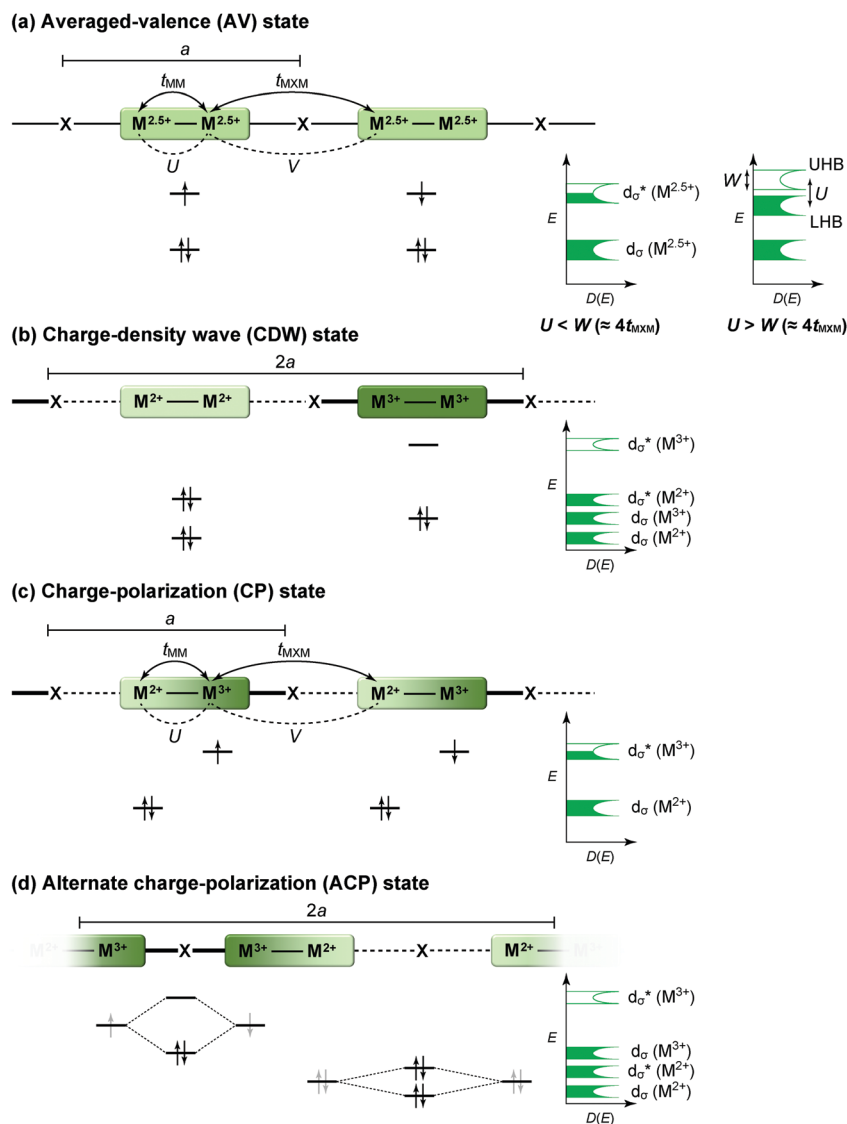 (a) Averaged-valence (AV) state
a
tMM tMXM
X M2.5+ — M2.5+ X M2.5+ — M2.5+ X
U V
E dσ* (M2.5+) dσ (M2.5+) D(E)
W E UHB U LHB D(E)
U < W (≈ 4tMXM) U > W (≈ 4tMXM)
(b) Charge-density wave (CDW) state
2a
X M2+ — M2+ X M3+ — M3+ X
dσ* (M3+)
E dσ* (M2+)
dσ (M3+)
dσ (M2+)
D(E)
(c) Charge-polarization (CP) state
a
tMM tMXM
X M2+ — M3+ X M2+ — M3+ X
U V
E dσ* (M3+)
dσ (M2+)
D(E)
(d) Alternate charge-polarization (ACP) state
2a
M2+ — M3+ X M3+ — M2+ X M2+ —
dσ* (M3+)
E
dσ (M3+)
dσ* (M2+)
dσ (M2+)
D(E)